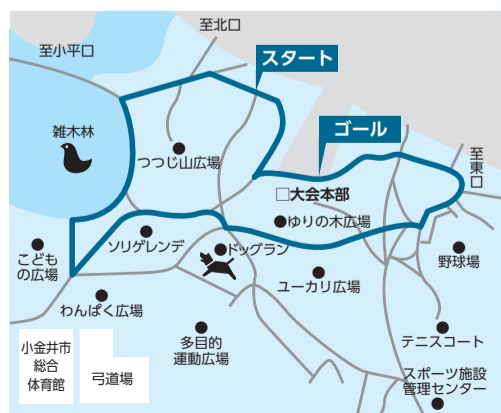 至北口
至小平口
スタート
ゴール
雑木林
つつじ山広場
至東口
□大会本部
ゆりの木広場
こども
の広場
ソリゲレンデ
ドッグラン
野球場
ユーカリ広場
わんぱく広場
小金井市
総合
体育館
弓道場
多目的
運動広場
テニスコート
スポーツ施設
管理センター